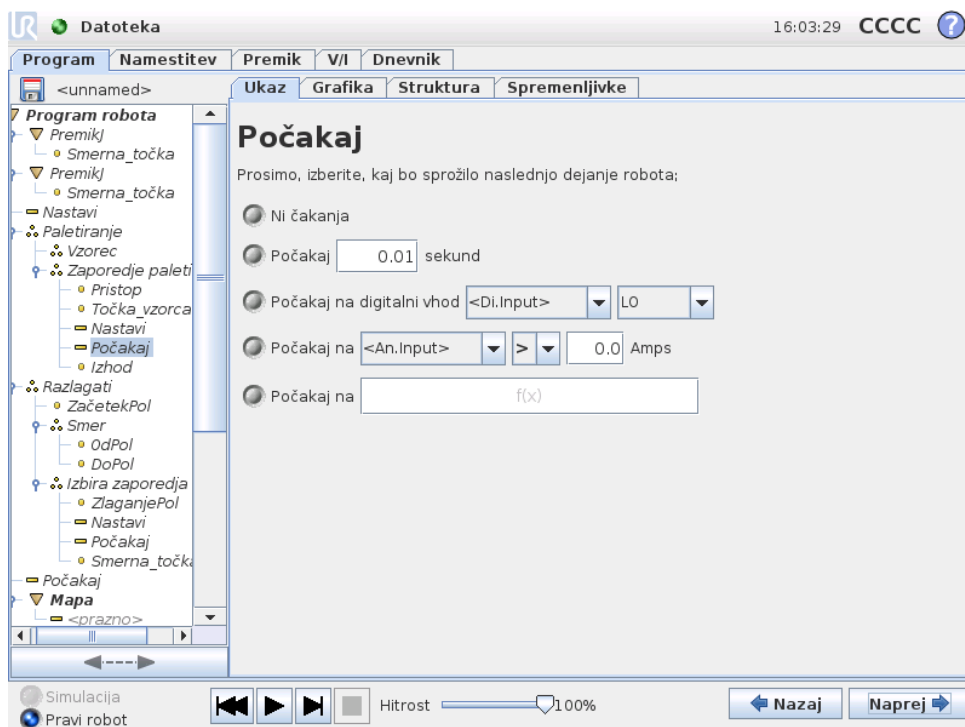 UR Datoteka 16:03:29 CCCC ?
Program Namestitev Premik V/I Dnevnik
<unnamed>
Ukaz Grafika Struktura Spremenljivke
Program robota
PremikJ
Smerna_točka
PremikJ
Smerna_točka
Nastavi
Paletiranje
Vzorec
Zaporedje paleti
Pristop
Točka_vzorca
Nastavi
Počakaj
Izhod
Razlagati
ZačetekPol
Smer
OdPol
DoPol
Izbira zaporedja
ZlaganjePol
Nastavi
Počakaj
Smerna_točka
Počakaj
Mapa
<prazno>
Počakaj
Prosimo, izberite, kaj bo sprožilo naslednjo dejanje robota;
Ni čakanja
Počakaj 0.01 sekund
Počakaj na digitalni vhod <Di.Input> LO
Počakaj na <An.Input> > 0.0 Amps
Počakaj na f(x)
Simulacija
Pravi robot
Hitrost 100%
Nazaj Naprej